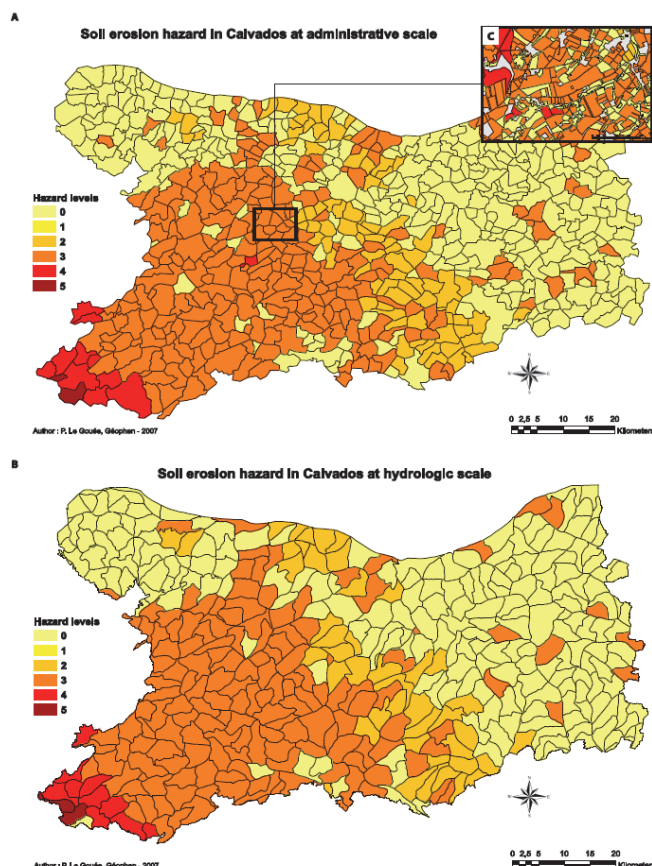 A
Soil erosion hazard in Calvados at administrative scale
C
Hazard levels
0
1
2
3
4
5
N
Author : P. Le Gouée, Géophen - 2007
0 2,5 5 10 15 20
Kilometers
B
Soil erosion hazard in Calvados at hydrologic scale
Hazard levels
0
1
2
3
4
5
N
Author : P. Le Gouée, Géophen - 2007
0 2,5 5 10 15 20
Kilometers